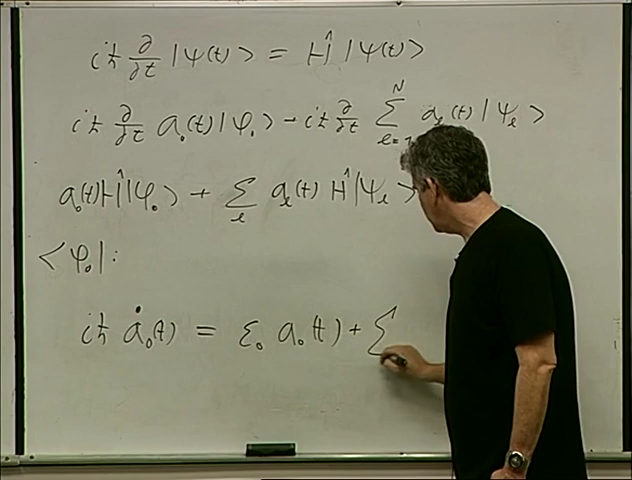 iħ ∂/∂t |Ψ(t)> = Ĥ |Ψ(t)>
iħ ∂/∂t a₀(t)|φ₀> - iħ ∂/∂t Σ_{ℓ=1}^{N} a_ℓ(t)|Ψ_ℓ>
a₀(t)Ĥ|φ₀> + Σ_ℓ a_ℓ(t) Ĥ|Ψ_ℓ>
<φ₀|:
iħ ȧ₀(t) = ε₀ a₀(t) + Σ